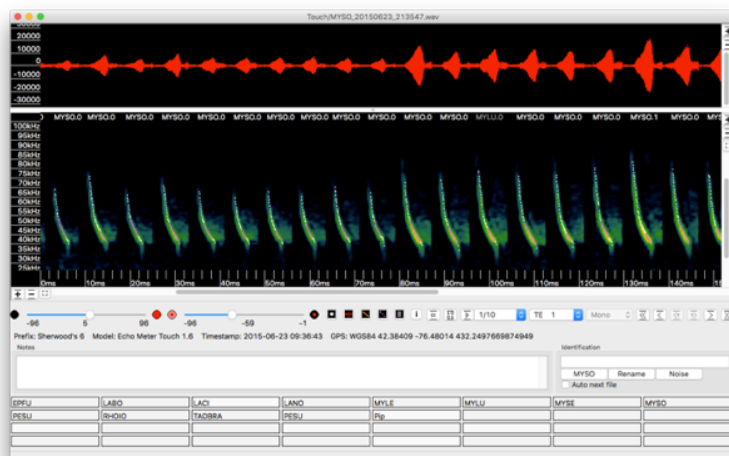 Touch/MYSO_20150623_213547.wav
20000
10000
0
-10000
-20000
-30000
MYSO.0 MYSO.0 MYSO.0 MYSO.0 MYSO.0 MYSO.0 MYSO.0 MYSO.0 MYSO.0 MYSO.0 MYSO.0 MYLU.0 MYSO.0 MYSO.0 MYSO.1 MYSO.0
100kHz
95kHz
90kHz
85kHz
80kHz
75kHz
70kHz
65kHz
60kHz
55kHz
50kHz
45kHz
40kHz
35kHz
30kHz
25kHz
0ms 10ms 20ms 30ms 40ms 50ms 60ms 70ms 80ms 90ms 100ms 110ms 120ms 130ms 140ms
-96 5 96 -96 -59 -1 1/10 TE 1 Mono
Prefix: Sherwood's 6 Model: Echo Meter Touch 1.6 Timestamp: 2015-06-23 09:36:43 GPS: WGS84 42.38409 -76.48014 432.2497669874949
Notes Identification
MYSO Rename Noise
Auto next file
EPFU LABO LACI LANO MYLE MYLU MYSE MYSO
PESU RHOIO TADBRA PESU Pip